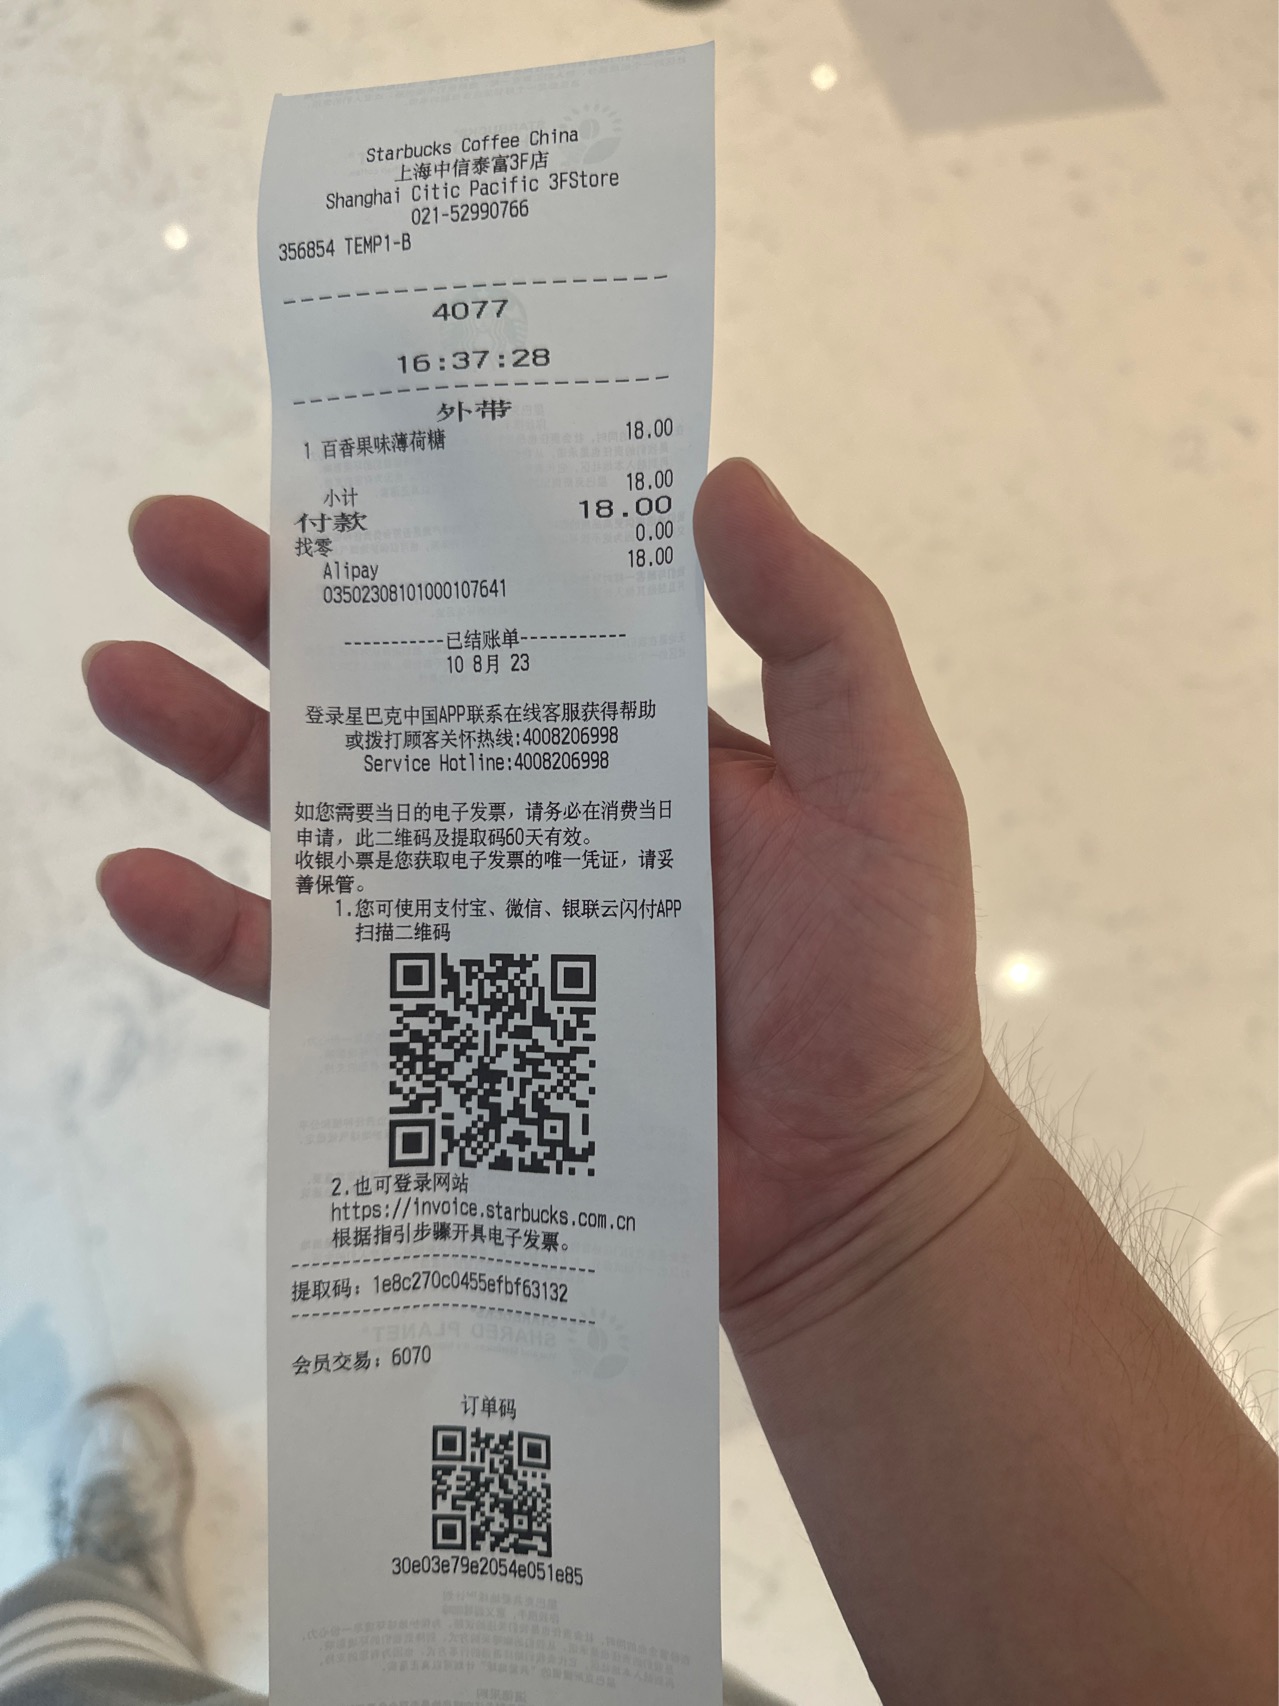 Starbucks Coffee China
上海中信泰富3F店
Shanghai Citic Pacific 3FStore
021-52990766
356854 TEMP1-B
4077
16:37:28
外带
1 百香果味薄荷糖 18.00
小计 18.00
付款 18.00
找零 0.00
Alipay 18.00
03502308101000107641
-----------已结账单-----------
10 8月 23
登录星巴克中国APP联系在线客服获得帮助
或拨打顾客关怀热线:4008206998
Service Hotline:4008206998
如您需要当日的电子发票，请务必在消费当日
申请，此二维码及提取码60天有效。
收银小票是您获取电子发票的唯一凭证，请妥
善保管。
1.您可使用支付宝、微信、银联云闪付APP
扫描二维码
2.也可登录网站
https://invoice.starbucks.com.cn
根据指引步骤开具电子发票。
提取码：1e8c270c0455efbf63132
会员交易：6070
订单码
30e03e79e2054e051e85
SHARED PLANET